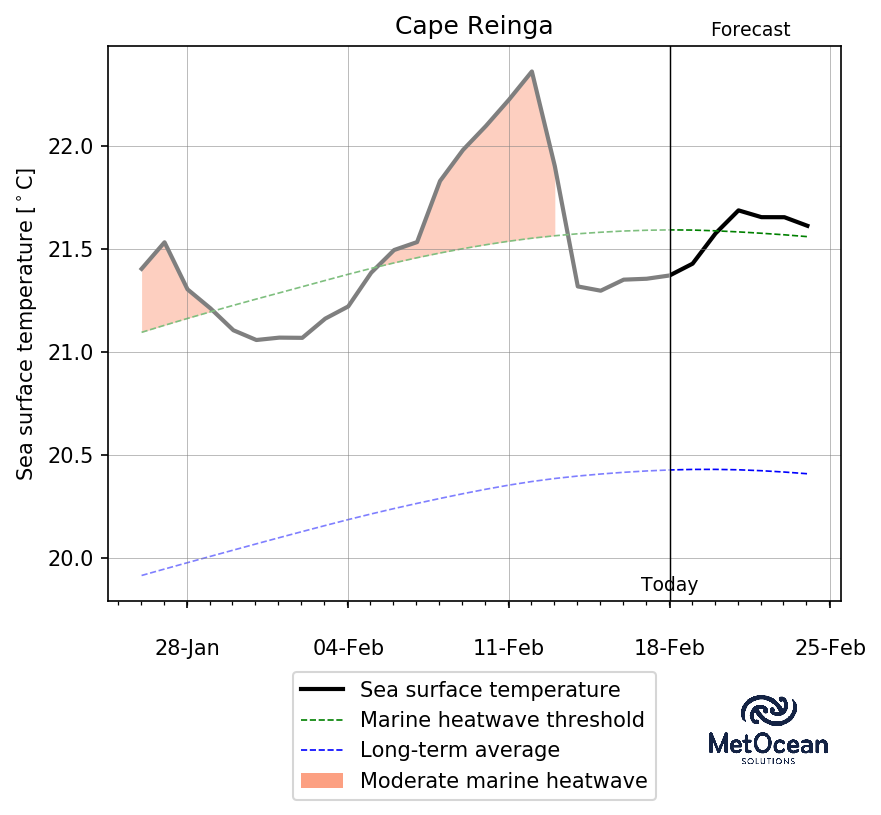 Cape Reinga
Forecast
Sea surface temperature [°C]
22.0
21.5
21.0
20.5
20.0
Today
28-Jan 04-Feb 11-Feb 18-Feb 25-Feb
Sea surface temperature
Marine heatwave threshold
Long-term average
Moderate marine heatwave
MetOcean
SOLUTIONS